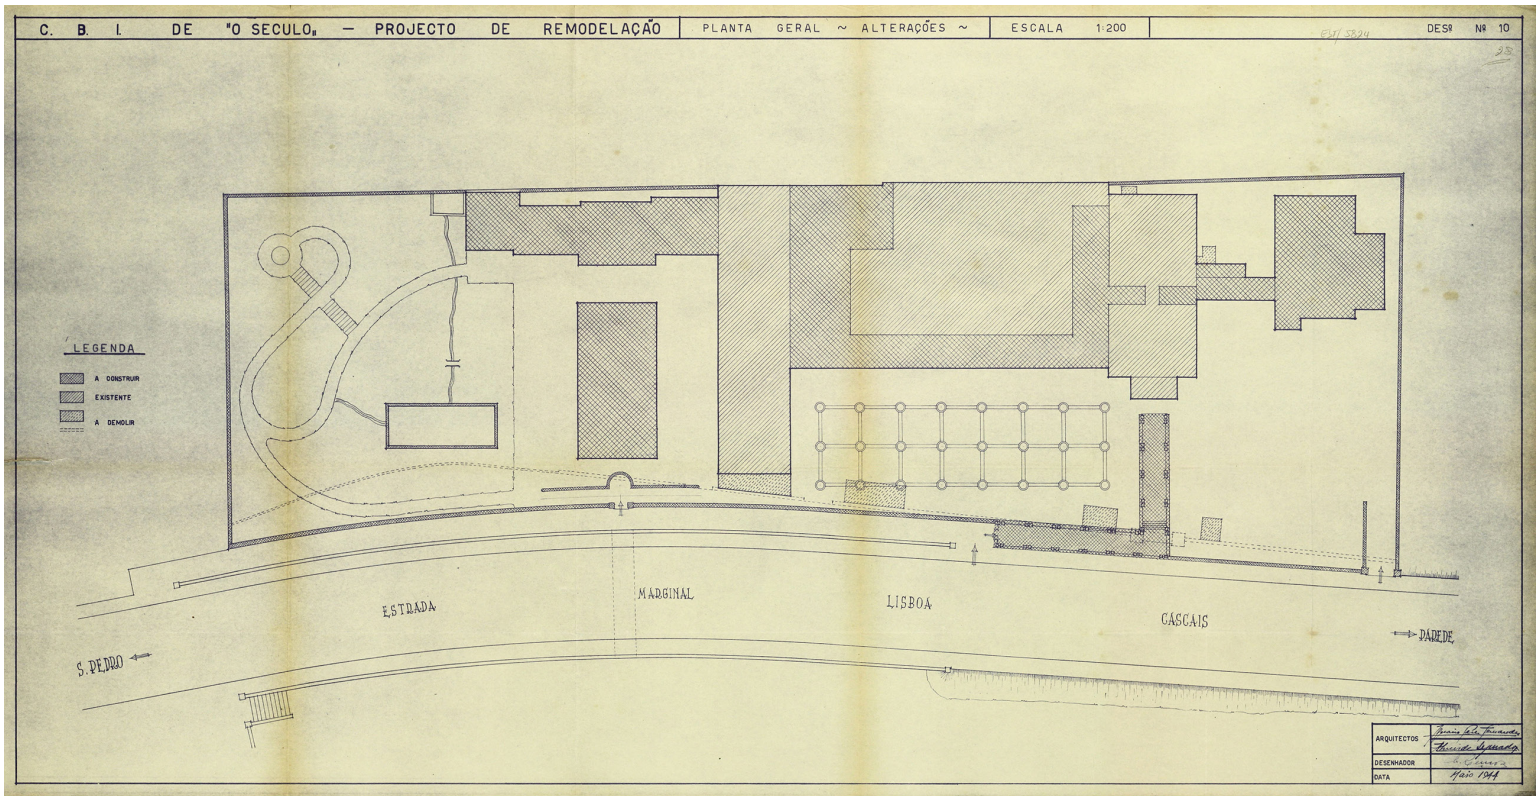 C. B. I. DE "O SECULO„ — PROJECTO DE REMODELAÇÃO
PLANTA GERAL ~ ALTERAÇÕES ~
ESCALA 1:200
DESº Nº 10
LEGENDA
A CONSTRUIR
EXISTENTE
A DEMOLIR
ESTRADA MARGINAL LISBOA CASCAIS
S. PEDRO
PAREDE
ARQUITECTOS
DESENHADOR
DATA Maio 1944